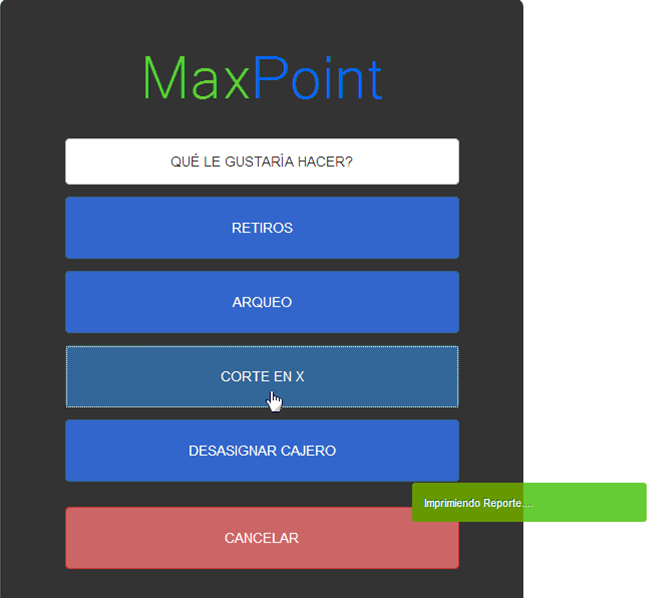 MaxPoint
QUÉ LE GUSTARÍA HACER?
RETIROS
ARQUEO
CORTE EN X
DESASIGNAR CAJERO
Imprimiendo Reporte....
CANCELAR